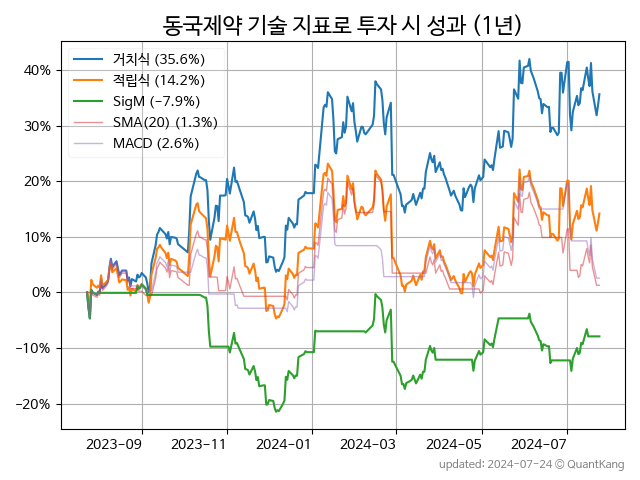 동국제약 기술 지표로 투자 시 성과 (1년)
거치식 (35.6%)
적립식 (14.2%)
SigM (−7.9%)
SMA(20) (1.3%)
MACD (2.6%)
40%
30%
20%
10%
0%
−10%
−20%
2023-09 2023-11 2024-01 2024-03 2024-05 2024-07
updated: 2024-07-24 © QuantKang